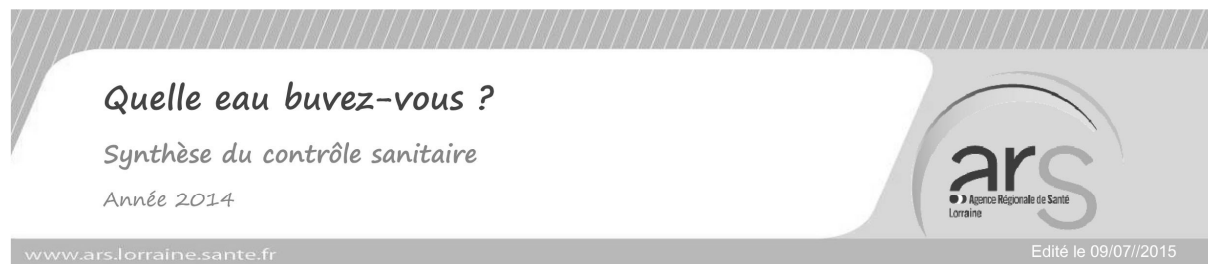 Quelle eau buvez-vous ?
Synthèse du contrôle sanitaire
Année 2014
ars
Agence Régionale de Santé
Lorraine
www.ars.lorraine.sante.fr
Edité le 09/07//2015